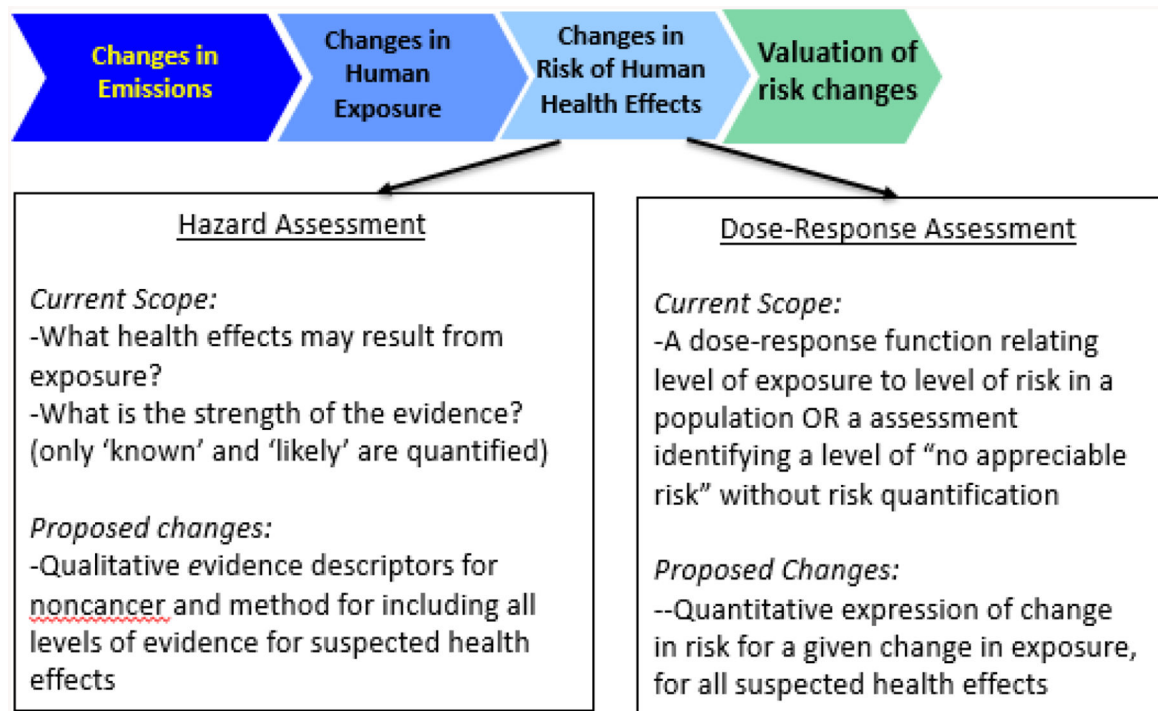 Changes in
Emissions
Changes in
Human
Exposure
Changes in
Risk of Human
Health Effects
Valuation of
risk changes
Hazard Assessment
Current Scope:
-What health effects may result from
exposure?
-What is the strength of the evidence?
(only ‘known’ and ‘likely’ are quantified)
Proposed changes:
-Qualitative evidence descriptors for
noncancer and method for including all
levels of evidence for suspected health
effects
Dose-Response Assessment
Current Scope:
-A dose-response function relating
level of exposure to level of risk in a
population OR a assessment
identifying a level of “no appreciable
risk” without risk quantification
Proposed Changes:
--Quantitative expression of change
in risk for a given change in exposure,
for all suspected health effects